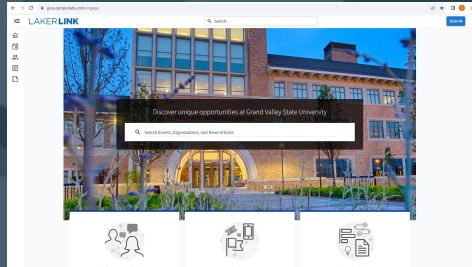 gvsu.campuslabs.com/engage
LAKERLINK
Search...
SIGN IN
Discover unique opportunities at Grand Valley State University
Search Events, Organizations, and News Articles